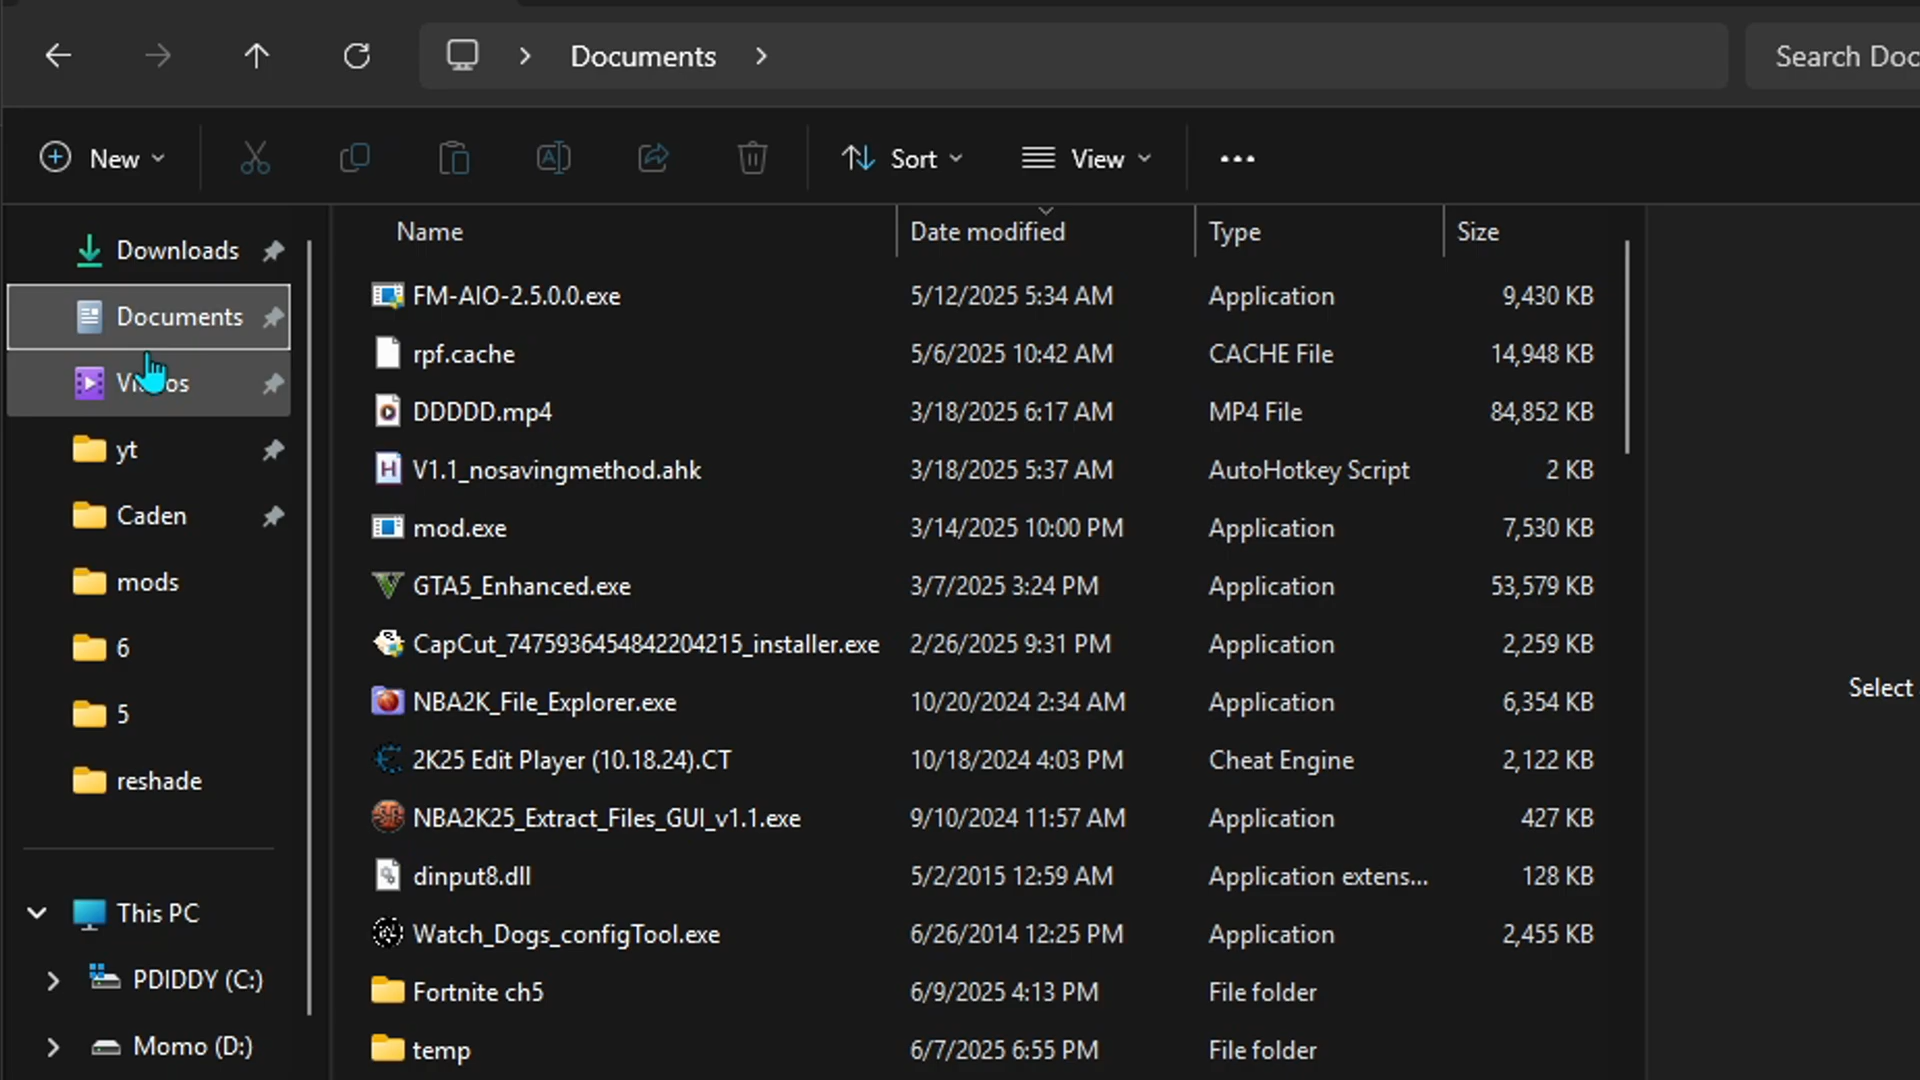 Documents
Search Doc
New
Sort
View
Name Date modified Type Size
Downloads
Documents
Videos
yt
Caden
mods
6
5
reshade
This PC
PDIDDY (C:)
Momo (D:)
FM-AIO-2.5.0.0.exe 5/12/2025 5:34 AM Application 9,430 KB
rpf.cache 5/6/2025 10:42 AM CACHE File 14,948 KB
DDDDD.mp4 3/18/2025 6:17 AM MP4 File 84,852 KB
V1.1_nosavingmethod.ahk 3/18/2025 5:37 AM AutoHotkey Script 2 KB
mod.exe 3/14/2025 10:00 PM Application 7,530 KB
GTA5_Enhanced.exe 3/7/2025 3:24 PM Application 53,579 KB
CapCut_7475936454842204215_installer.exe 2/26/2025 9:31 PM Application 2,259 KB
NBA2K_File_Explorer.exe 10/20/2024 2:34 AM Application 6,354 KB
2K25 Edit Player (10.18.24).CT 10/18/2024 4:03 PM Cheat Engine 2,122 KB
NBA2K25_Extract_Files_GUI_v1.1.exe 9/10/2024 11:57 AM Application 427 KB
dinput8.dll 5/2/2015 12:59 AM Application extens... 128 KB
Watch_Dogs_configTool.exe 6/26/2014 12:25 PM Application 2,455 KB
Fortnite ch5 6/9/2025 4:13 PM File folder
temp 6/7/2025 6:55 PM File folder
Select